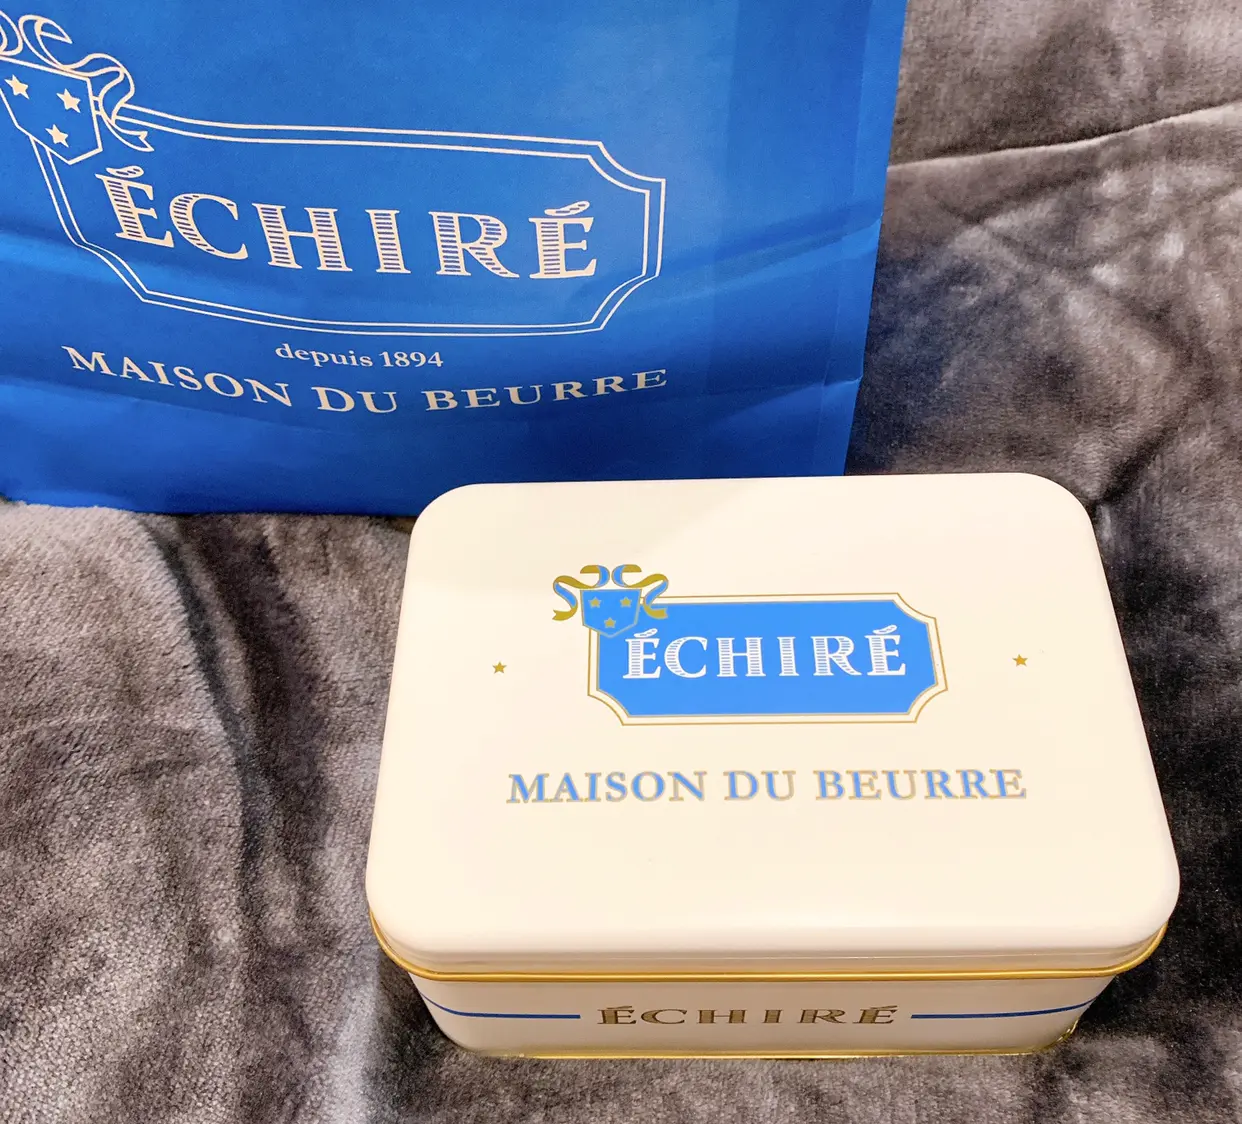 ÉCHIRÉ
depuis 1894
MAISON DU BEURRE
ÉCHIRÉ
MAISON DU BEURRE
ÉCHIRÉ